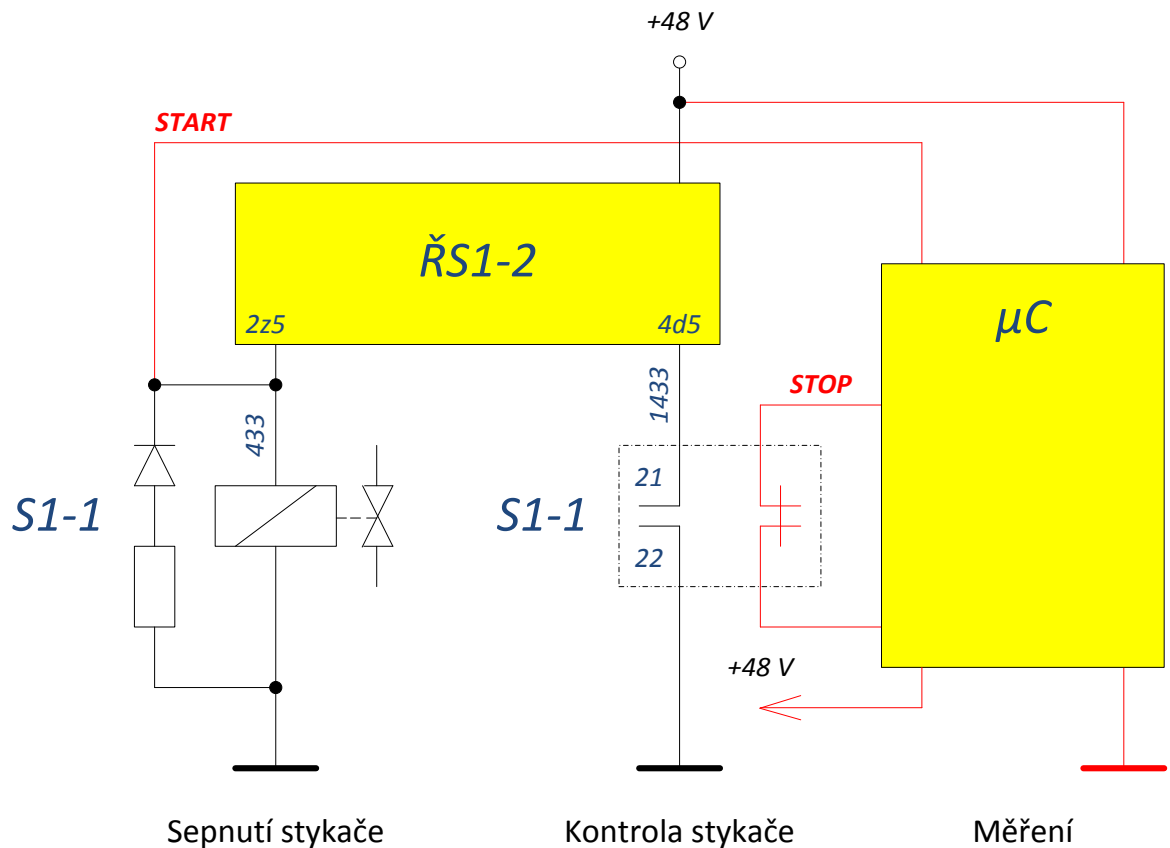 +48 V
START
ŘS1-2
2z5
4d5
µC
433
1433
STOP
S1-1
S1-1
21
22
+48 V
Sepnutí stykače
Kontrola stykače
Měření